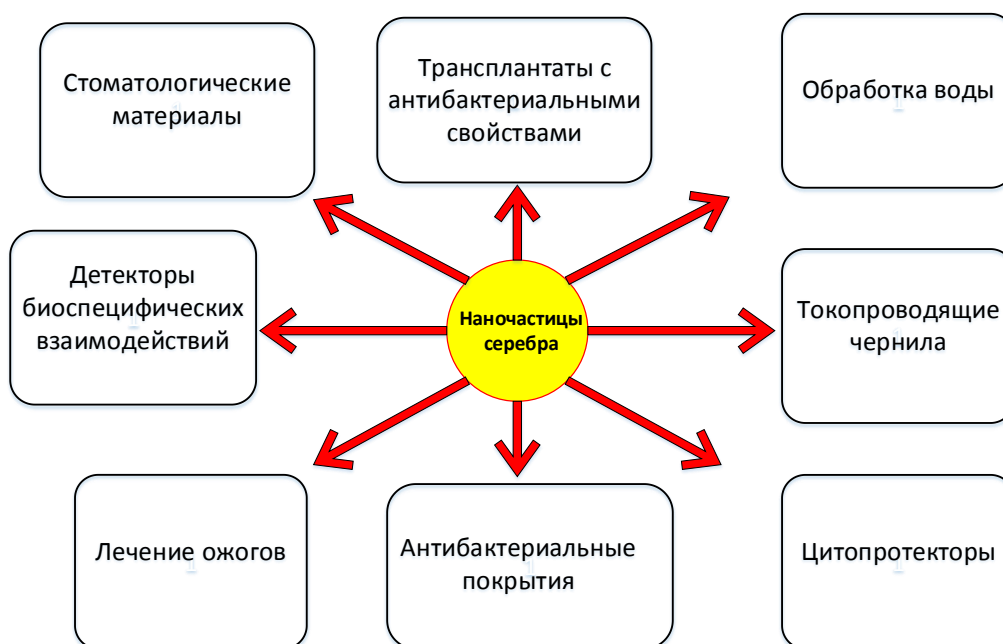 Стоматологические
материалы
Трансплантаты с
антибактериальными
свойствами
Обработка воды
Детекторы
биоспецифических
взаимодействий
Наночастицы
серебра
Токопроводящие
чернила
Лечение ожогов
Антибактериальные
покрытия
Цитопротекторы